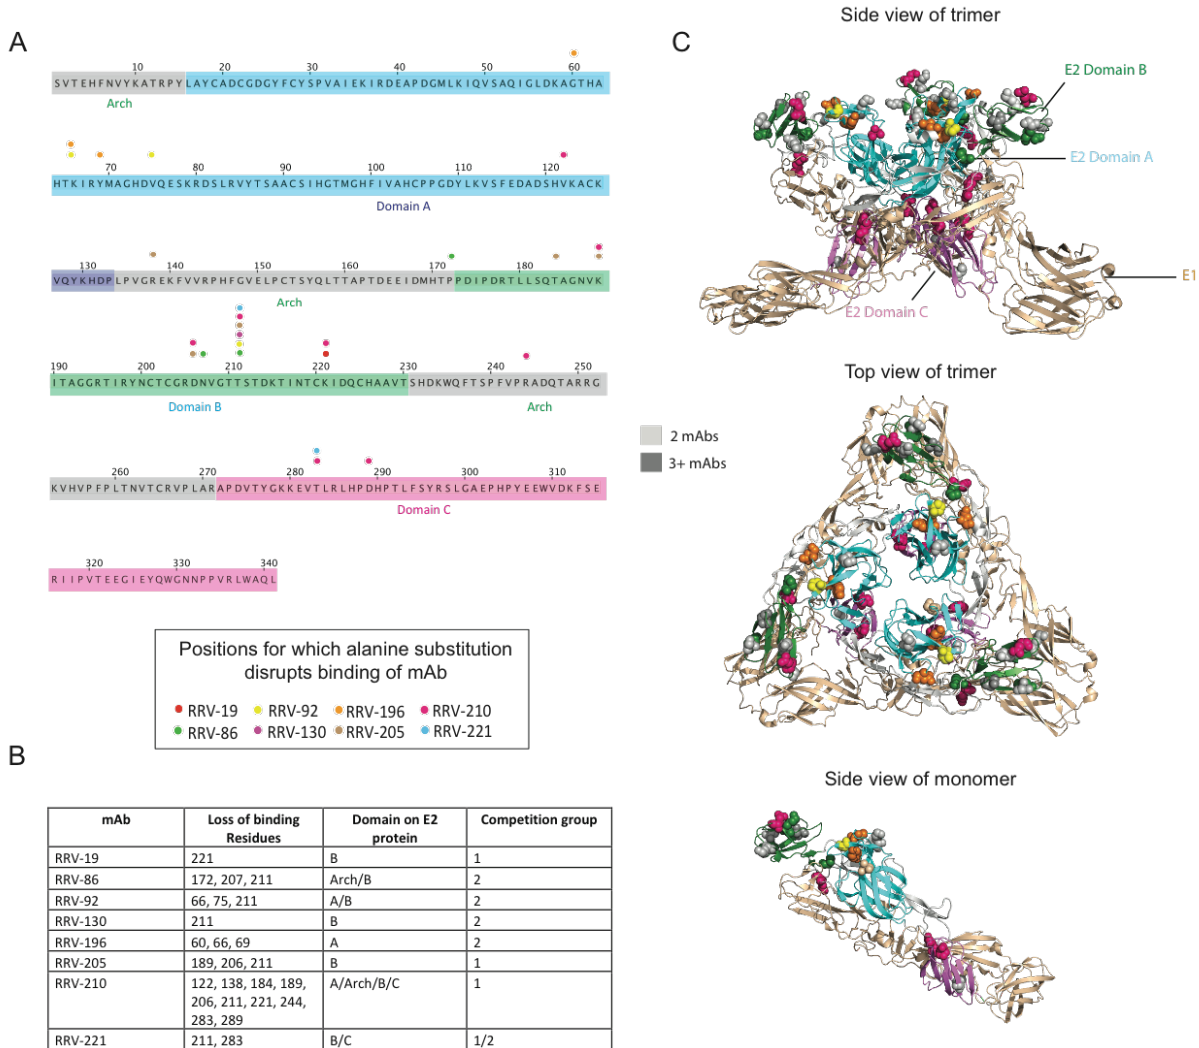 A
10 20 30 40 50 60
SVTEHFNVYKATRPYLAYCADCGDGYFCYSPVAIEKIRDEAPDGMLKIQVSAQIGLDKAGTHA
Arch
70 80 90 100 110 120
HTKIRYMAGHDVQESKRDSLRVYTSAACSIHGTMGHFIVAHCPPGDYLKVSFEDADSHVKACK
Domain A
130 140 150 160 170 180
VQYKHDPLPVGREKFVVRPHFGVELPCTSYQLTTAPTDEEIDMHTPPDIPDRTLLSQTAGNVK
Arch
190 200 210 220 230 240 250
ITAGGRTIRYNCTCGRDNVGTTSTDKTINTCKIDQCHAAVTSHDKWQFTSPFVPRADQTARRG
Domain B Arch
260 270 280 290 300 310
KVHVPFPLTNVTCRVPLARAPDVTYGKKEVTLRLHPDHPTLFSYRSLGAEPHPYEEWVDKFSE
Domain C
320 330 340
RIIPVTEEGIEYQWGNNPPVRLWAQL
Positions for which alanine substitution
disrupts binding of mAb
RRV-19 RRV-92 RRV-196 RRV-210
RRV-86 RRV-130 RRV-205 RRV-221
B
mAb Loss of binding Residues Domain on E2 protein Competition group
RRV-19 221 B 1
RRV-86 172, 207, 211 Arch/B 2
RRV-92 66, 75, 211 A/B 2
RRV-130 211 B 2
RRV-196 60, 66, 69 A 2
RRV-205 189, 206, 211 B 1
RRV-210 122, 138, 184, 189, A/Arch/B/C 1
206, 211, 221, 244,
283, 289
RRV-221 211, 283 B/C 1/2
C
Side view of trimer
E2 Domain B
E2 Domain A
E1
E2 Domain C
Top view of trimer
2 mAbs
3+ mAbs
Side view of monomer